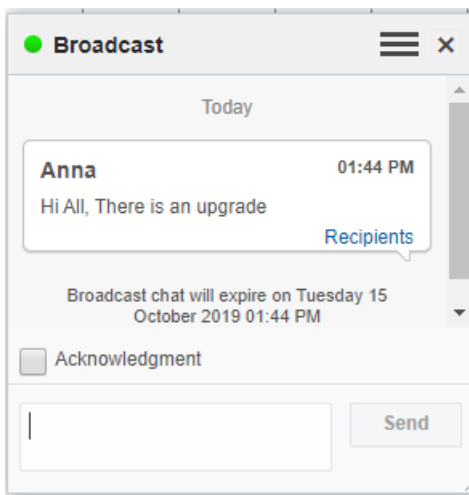 Broadcast
Today
Anna 01:44 PM
Hi All, There is an upgrade
Recipients
Broadcast chat will expire on Tuesday 15
October 2019 01:44 PM
Acknowledgment
Send